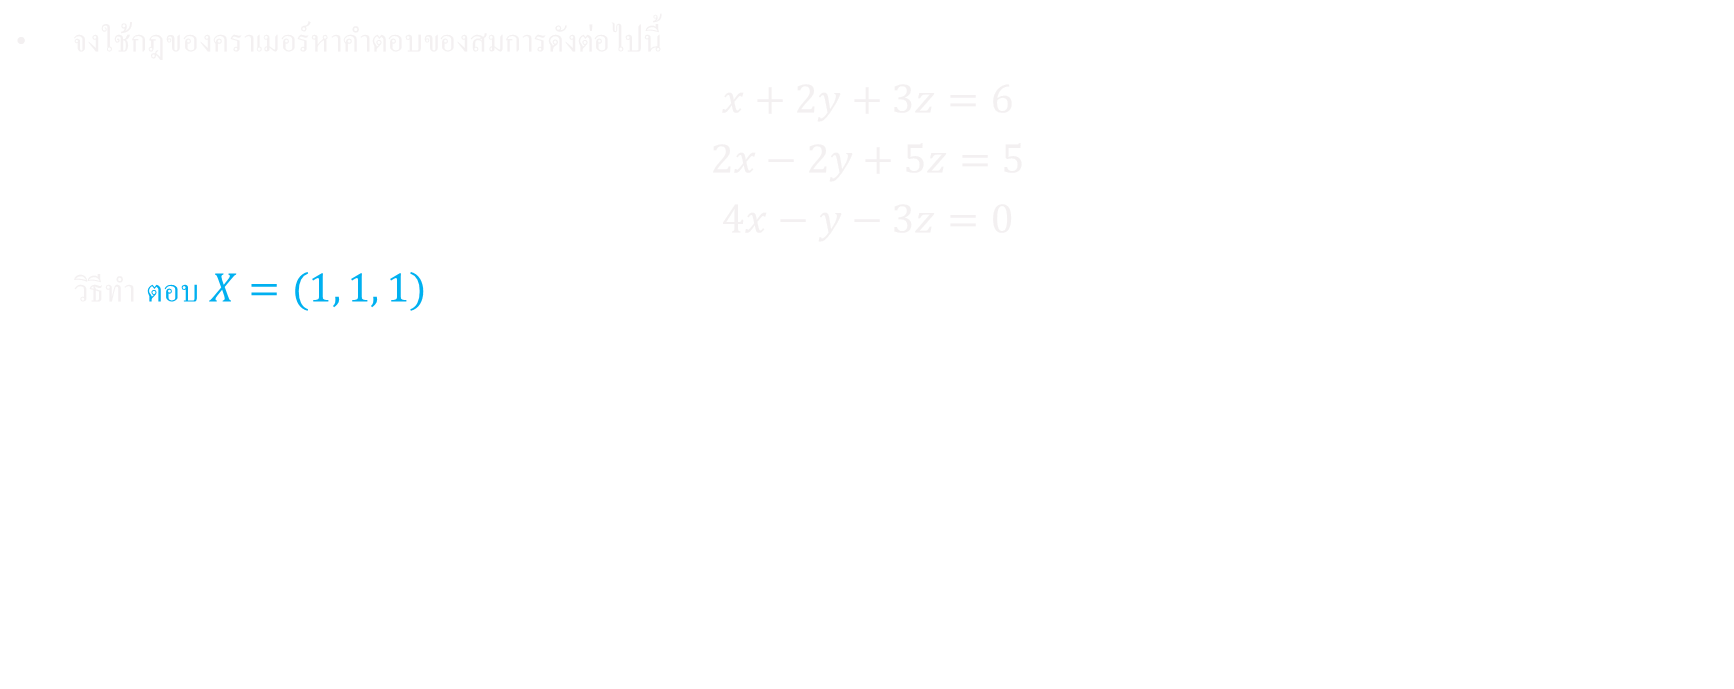 • จงใช้กฎของคราเมอร์หาคำตอบของสมการดังต่อไปนี้
x + 2y + 3z = 6
2x − 2y + 5z = 5
4x − y − 3z = 0
วิธีทำ ตอบ X = (1, 1, 1)